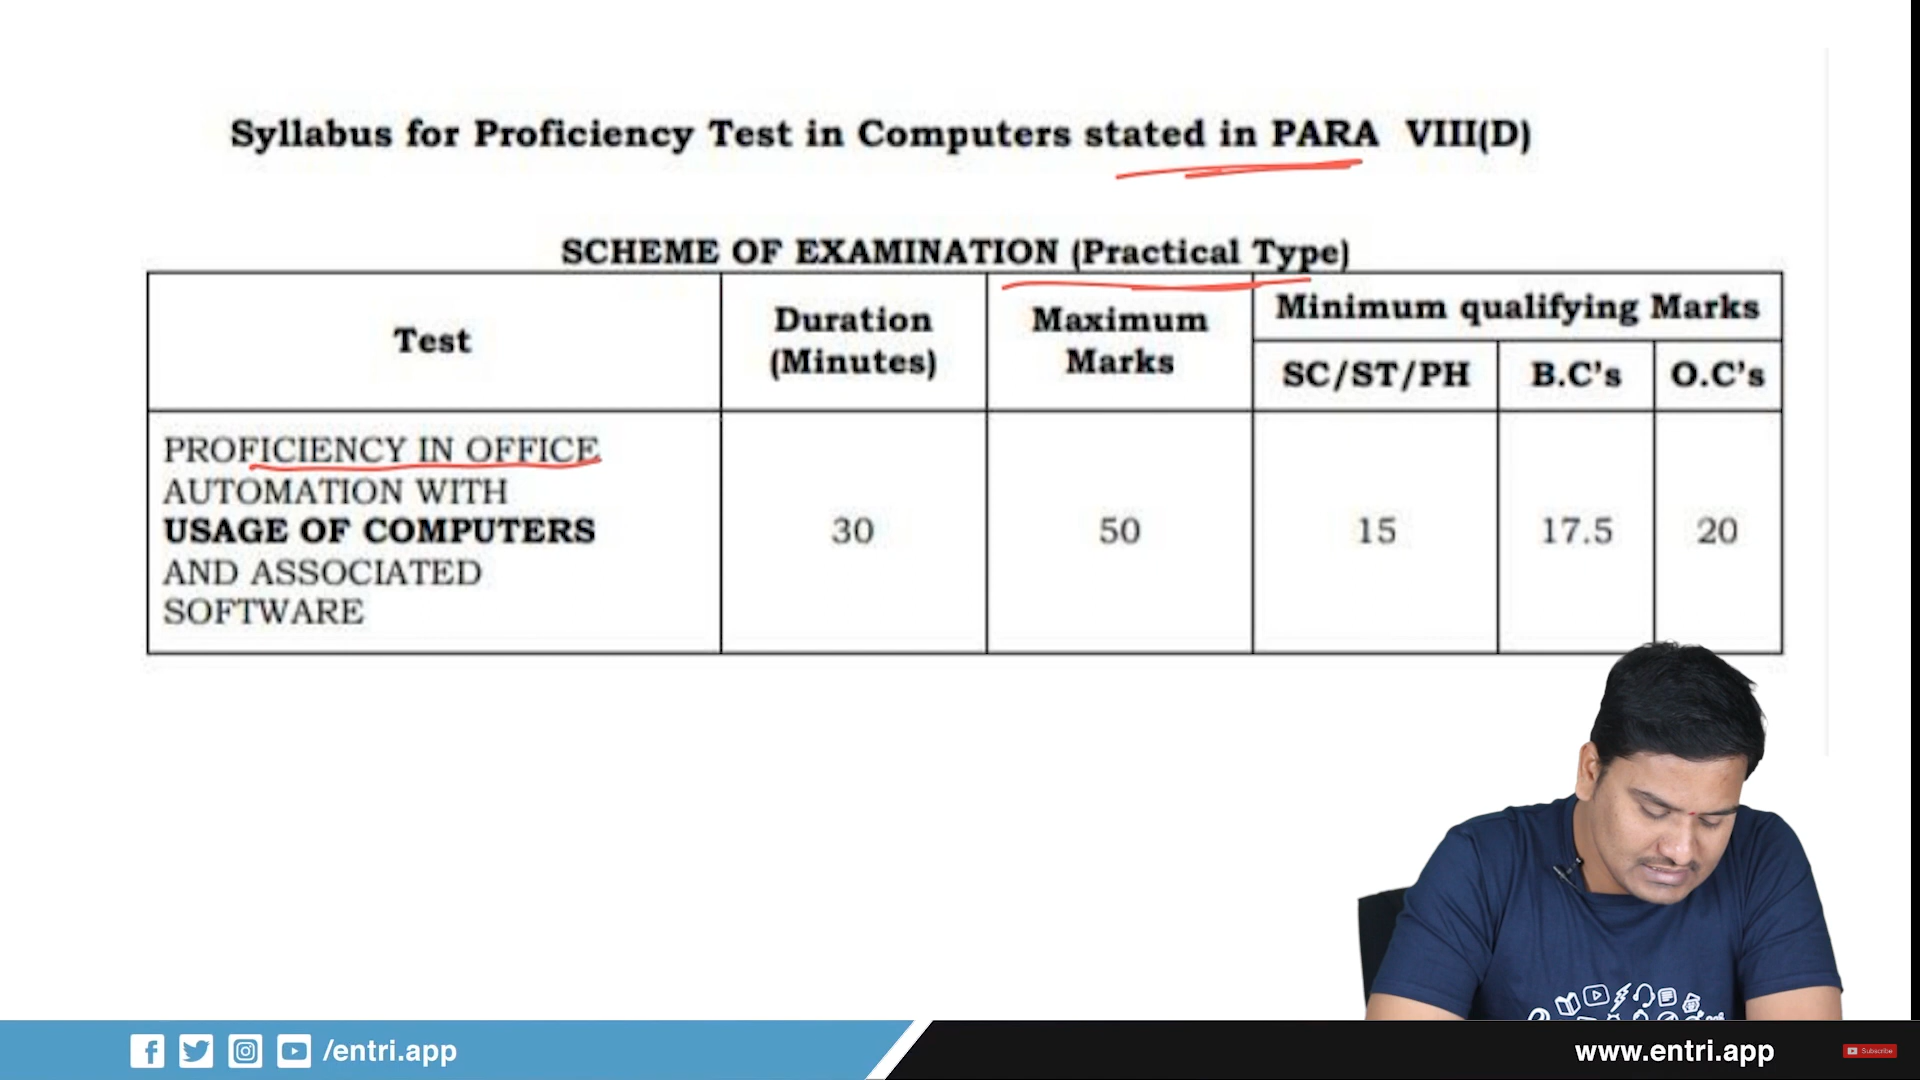 Syllabus for Proficiency Test in Computers stated in PARA VIII(D)
SCHEME OF EXAMINATION (Practical Type)
Test
Duration
(Minutes)
Maximum
Marks
Minimum qualifying Marks
SC/ST/PH
B.C's
O.C's
PROFICIENCY IN OFFICE
AUTOMATION WITH
USAGE OF COMPUTERS
AND ASSOCIATED
SOFTWARE
30
50
15
17.5
20
/entri.app
www.entri.app
Subscribe